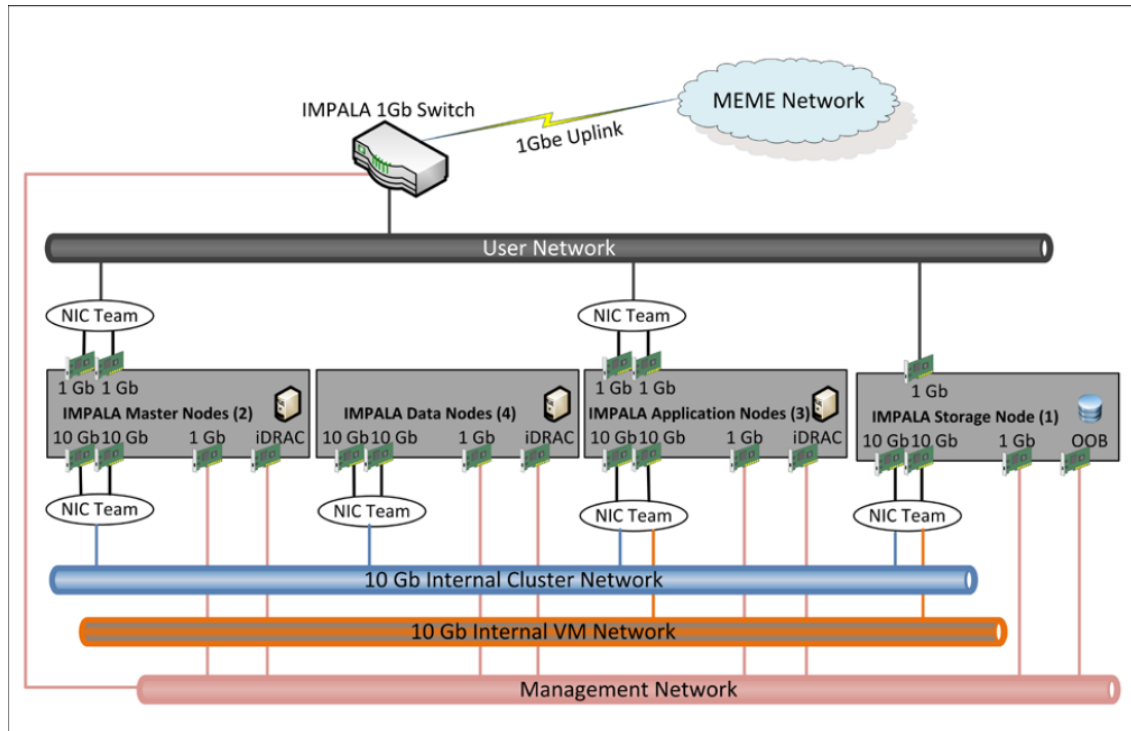 MEME Network
IMPALA 1Gb Switch
1Gbe Uplink
User Network
NIC Team
NIC Team
1 Gb 1 Gb
IMPALA Master Nodes (2)
10 Gb 10 Gb 1 Gb iDRAC
IMPALA Data Nodes (4)
10 Gb 10 Gb 1 Gb iDRAC
1 Gb 1 Gb
IMPALA Application Nodes (3)
10 Gb 10 Gb 1 Gb iDRAC
1 Gb
IMPALA Storage Node (1)
10 Gb 10 Gb 1 Gb OOB
NIC Team
NIC Team
NIC Team
NIC Team
10 Gb Internal Cluster Network
10 Gb Internal VM Network
Management Network